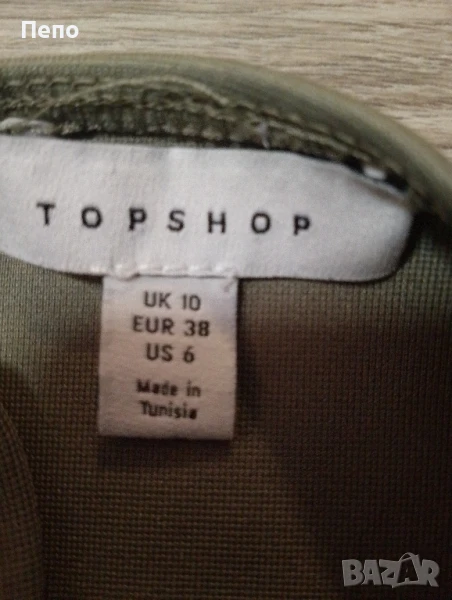 Пепо
TOPSHOP
UK 10
EUR 38
US 6
Made in
Tunisia
BAZAR